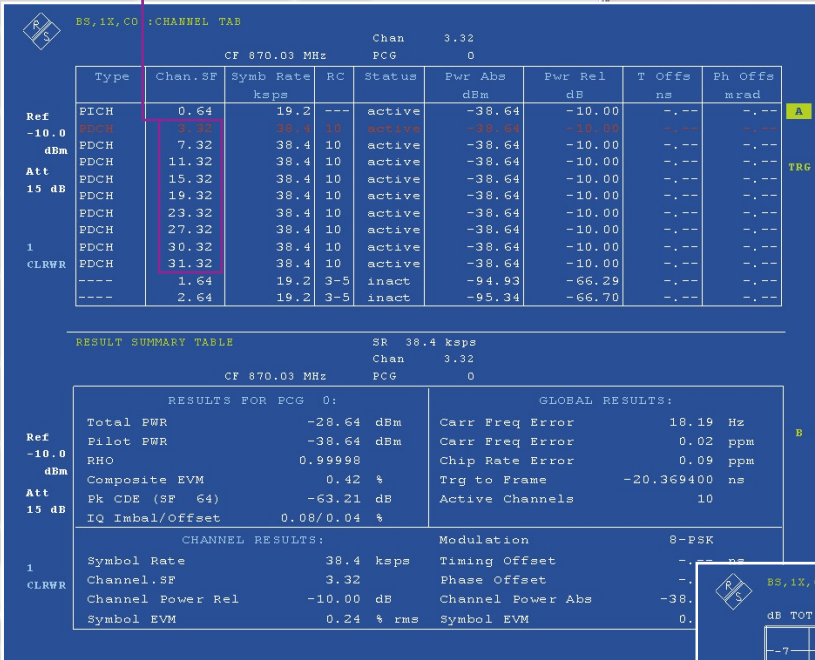 R/S
BS,1X,C0 :CHANNEL TAB
Chan 3.32
CF 870.03 MHz PCG 0
Type Chan.SF Symb Rate RC Status Pwr Abs Pwr Rel T Offs Ph Offs
ksps dBm dB ns mrad
PICH 0.64 19.2 --- active -38.64 -10.00 -.-- -.--
PDCH 3.32 38.4 10 active -38.64 -10.00 -.-- -.--
PDCH 7.32 38.4 10 active -38.64 -10.00 -.-- -.--
PDCH 11.32 38.4 10 active -38.64 -10.00 -.-- -.--
PDCH 15.32 38.4 10 active -38.64 -10.00 -.-- -.--
PDCH 19.32 38.4 10 active -38.64 -10.00 -.-- -.--
PDCH 23.32 38.4 10 active -38.64 -10.00 -.-- -.--
PDCH 27.32 38.4 10 active -38.64 -10.00 -.-- -.--
PDCH 30.32 38.4 10 active -38.64 -10.00 -.-- -.--
PDCH 31.32 38.4 10 active -38.64 -10.00 -.-- -.--
---- 1.64 19.2 3-5 inact -94.93 -66.29 -.-- -.--
---- 2.64 19.2 3-5 inact -95.34 -66.70 -.-- -.--
Ref
-10.0
dBm
Att
15 dB
1
CLRWR
A
TRG
RESULT SUMMARY TABLE SR 38.4 ksps
Chan 3.32
CF 870.03 MHz PCG 0
RESULTS FOR PCG 0: GLOBAL RESULTS:
Total PWR -28.64 dBm Carr Freq Error 18.19 Hz
Pilot PWR -38.64 dBm Carr Freq Error 0.02 ppm
RHO 0.99998 Chip Rate Error 0.09 ppm
Composite EVM 0.42 % Trg to Frame -20.369400 ns
Pk CDE (SF 64) -63.21 dB Active Channels 10
IQ Imbal/Offset 0.08/0.04 %
CHANNEL RESULTS: Modulation 8-PSK
Symbol Rate 38.4 ksps Timing Offset -.-- ns
Channel.SF 3.32 Phase Offset -.
Channel Power Rel -10.00 dB Channel Power Abs -38.
Symbol EVM 0.24 % rms Symbol EVM 0.
Ref
-10.0
dBm
Att
15 dB
1
CLRWR
B
R/S
BS,1X,
dB TOT
-7